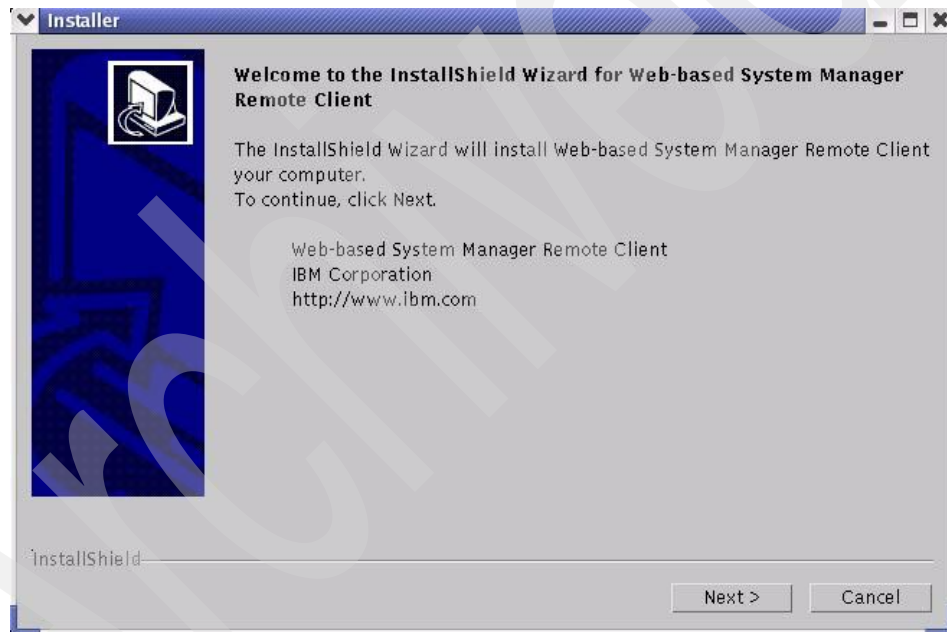 Installer
Welcome to the InstallShield Wizard for Web-based System Manager
Remote Client
The InstallShield Wizard will install Web-based System Manager Remote Client
your computer.
To continue, click Next.
Web-based System Manager Remote Client
IBM Corporation
http://www.ibm.com
InstallShield
Next >
Cancel